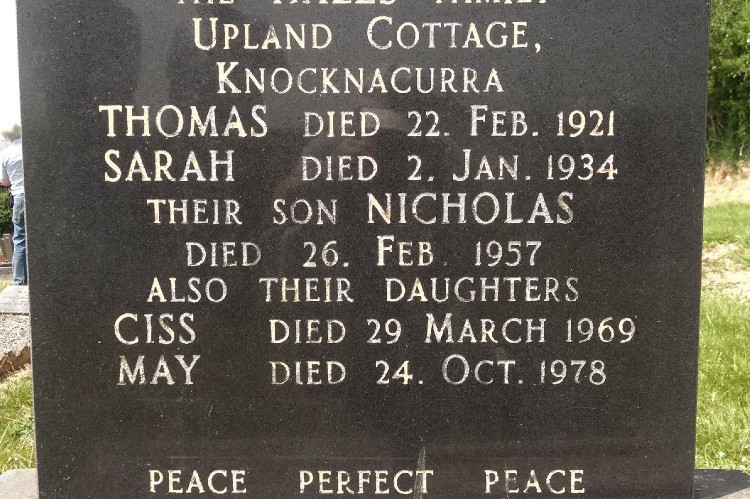 UPLAND COTTAGE,
KNOCKNACURRA
THOMAS DIED 22. FEB. 1921
SARAH DIED 2. JAN. 1934
THEIR SON NICHOLAS
DIED 26. FEB. 1957
ALSO THEIR DAUGHTERS
CISS DIED 29 MARCH 1969
MAY DIED 24. OCT. 1978
PEACE PERFECT PEACE